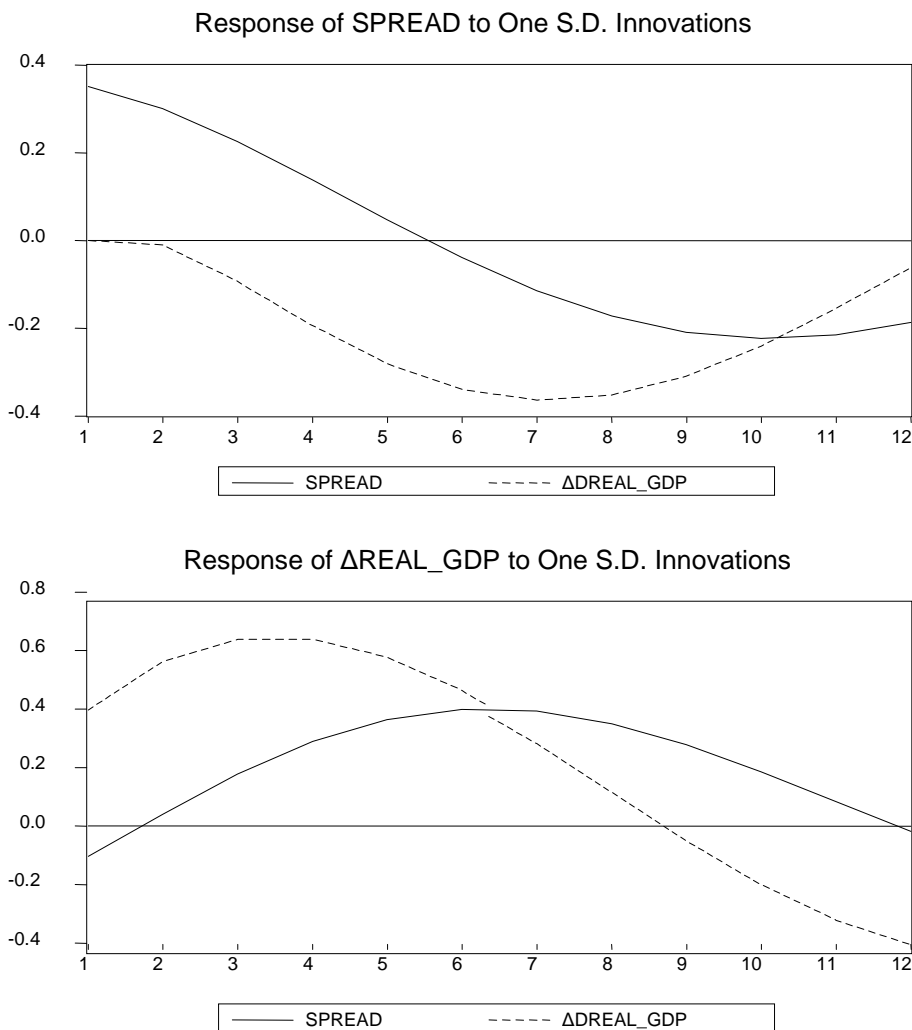 Response of SPREAD to One S.D. Innovations
0.4
0.2
0.0
-0.2
-0.4
1 2 3 4 5 6 7 8 9 10 11 12
SPREAD ΔDREAL_GDP
Response of ΔREAL_GDP to One S.D. Innovations
0.8
0.6
0.4
0.2
0.0
-0.2
-0.4
1 2 3 4 5 6 7 8 9 10 11 12
SPREAD ΔDREAL_GDP